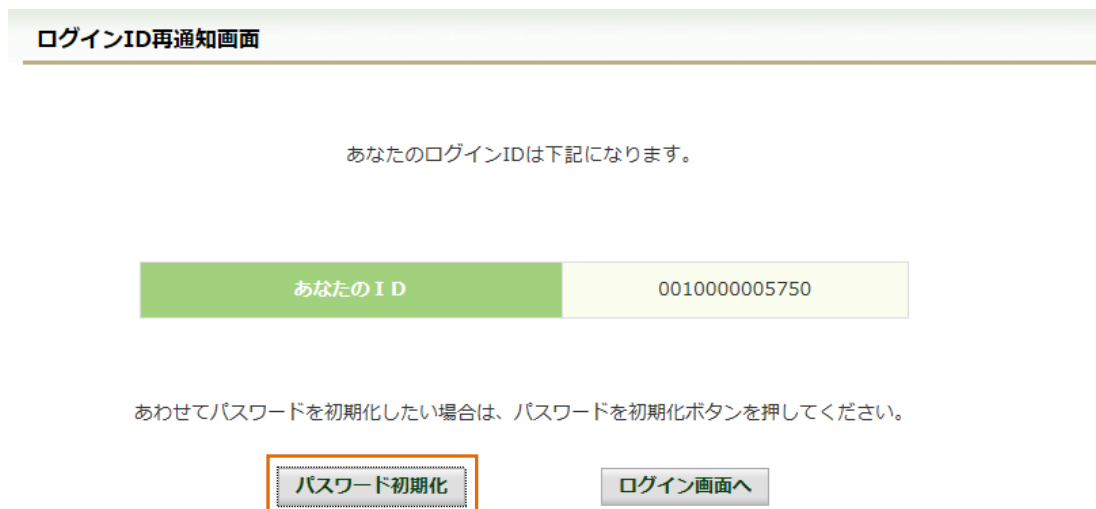 ログインID再通知画面
あなたのログインIDは下記になります。
あなたのＩＤ 0010000005750
あわせてパスワードを初期化したい場合は、パスワードを初期化ボタンを押してください。
パスワード初期化 ログイン画面へ